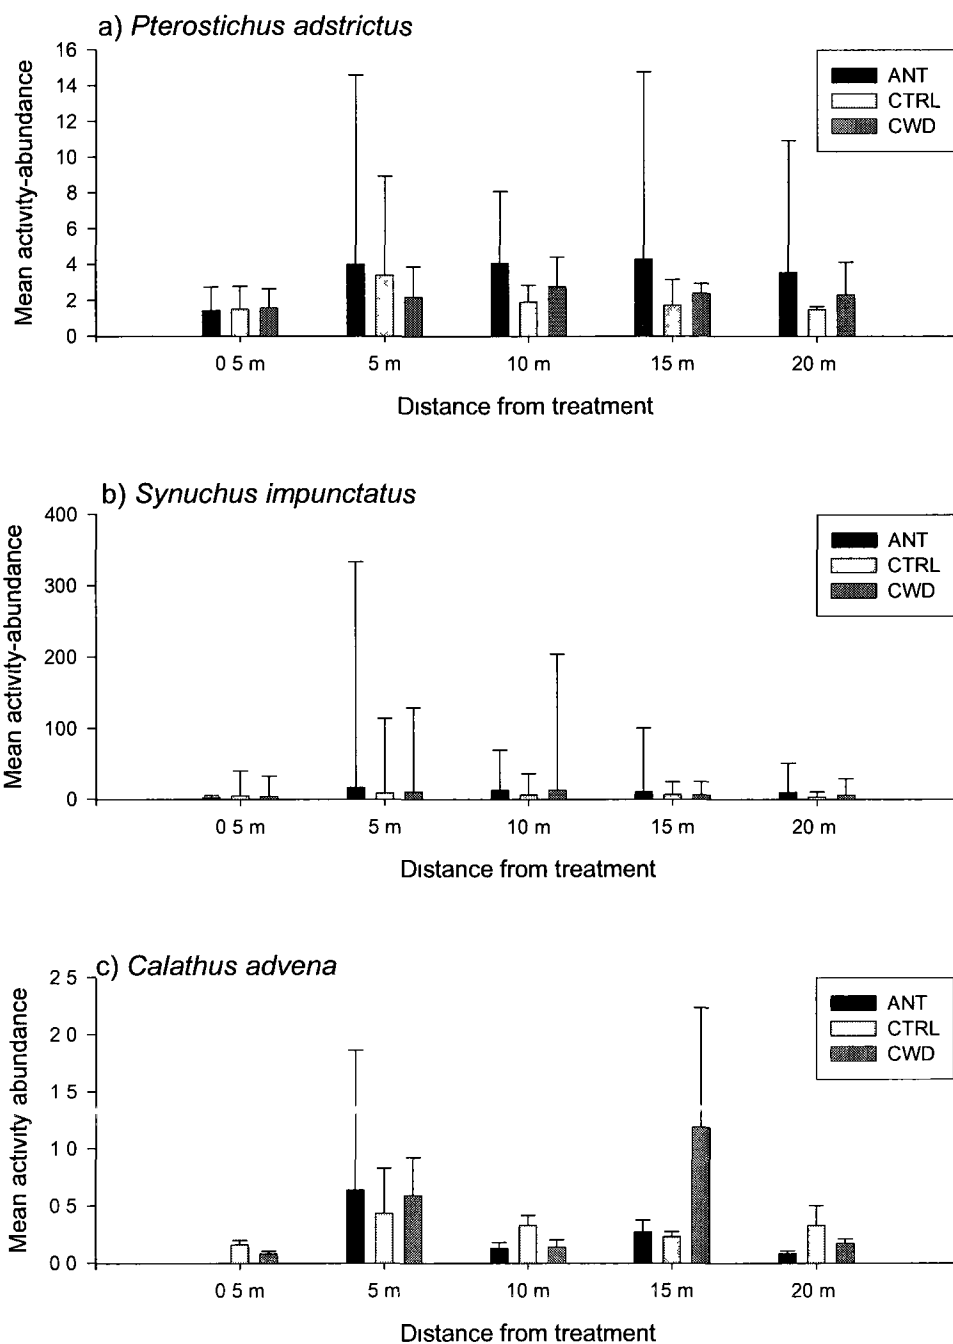 a) Pterostichus adstrictus
16
14
12
10
8
6
4
2
0
Mean activity-abundance
ANT
CTRL
CWD
0 5 m
5 m
10 m
15 m
20 m
Distance from treatment
b) Synuchus impunctatus
400
300
200
100
0
Mean activity-abundance
ANT
CTRL
CWD
0 5 m
5 m
10 m
15 m
20 m
Distance from treatment
c) Calathus advena
2 5
2 0
1 5
1 0
0 5
0 0
Mean activity abundance
ANT
CTRL
CWD
0 5 m
5 m
10 m
15 m
20 m
Distance from treatment